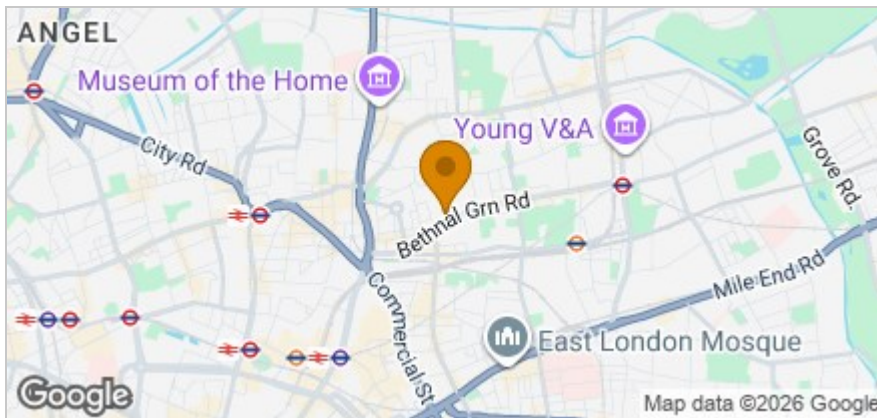 ANGEL
Museum of the Home
Young V&A
City Rd
Grove Rd.
Bethnal Grn Rd
Mile End Rd
Commercial St
East London Mosque
Google
Map data ©2026 Google